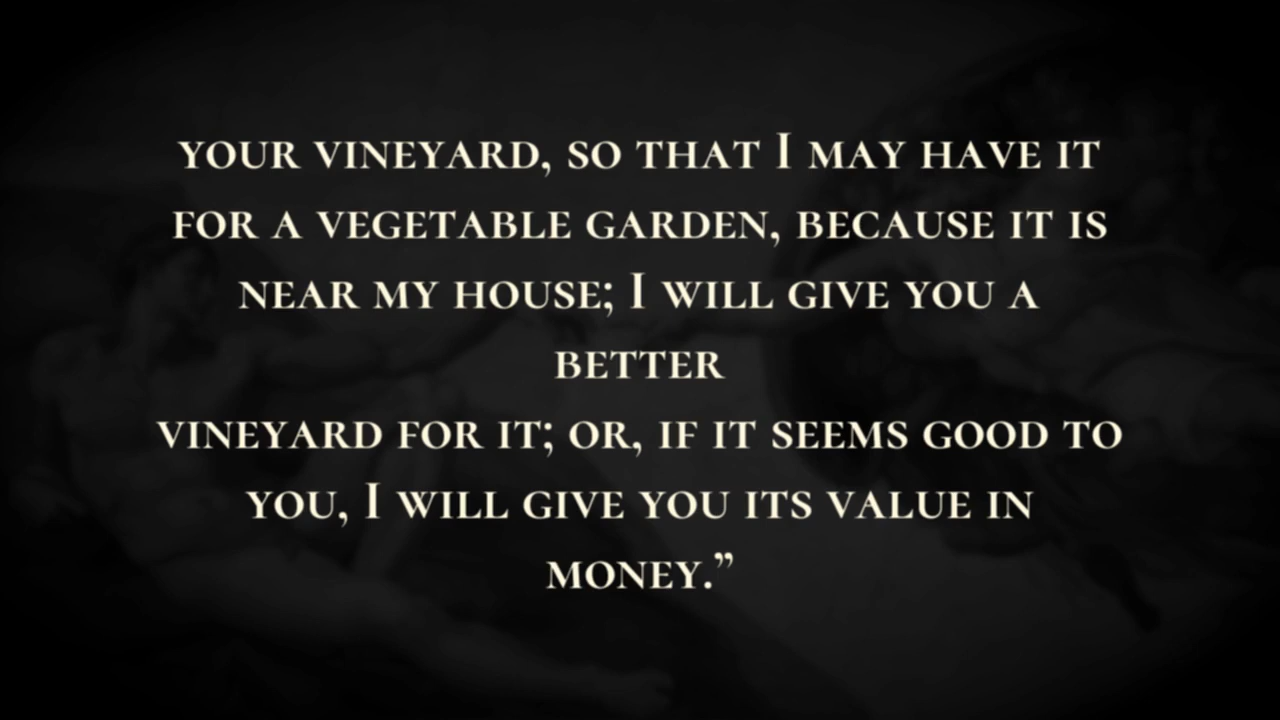 YOUR VINEYARD, SO THAT I MAY HAVE IT
FOR A VEGETABLE GARDEN, BECAUSE IT IS
NEAR MY HOUSE; I WILL GIVE YOU A
BETTER
VINEYARD FOR IT; OR, IF IT SEEMS GOOD TO
YOU, I WILL GIVE YOU ITS VALUE IN
MONEY.”